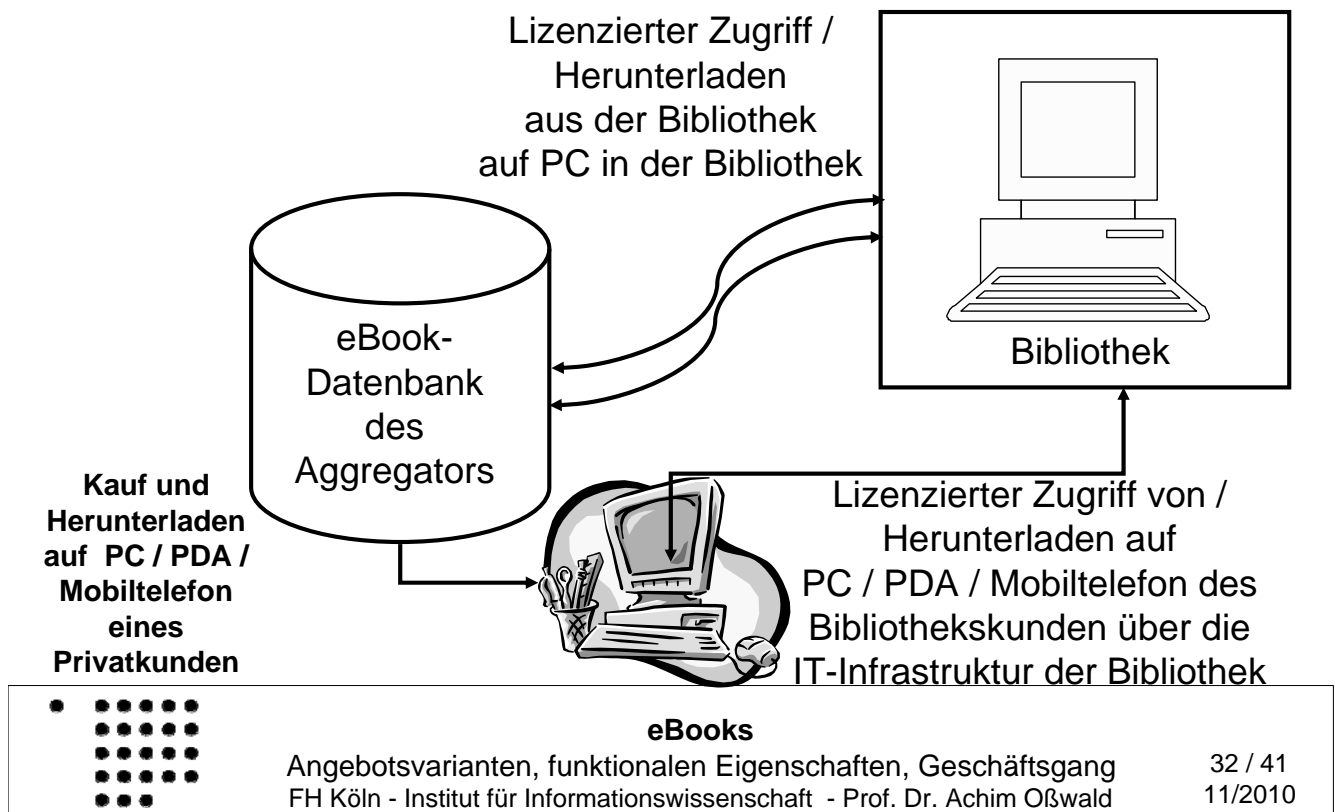 Lizenzierter Zugriff /
Herunterladen
aus der Bibliothek
auf PC in der Bibliothek
Bibliothek
eBook-
Datenbank
des
Aggregators
Kauf und
Herunterladen
auf PC / PDA /
Mobiltelefon
eines
Privatkunden
Lizenzierter Zugriff von /
Herunterladen auf
PC / PDA / Mobiltelefon des
Bibliothekskunden über die
IT-Infrastruktur der Bibliothek
eBooks
Angebotsvarianten, funktionalen Eigenschaften, Geschäftsgang
FH Köln - Institut für Informationswissenschaft - Prof. Dr. Achim Oßwald
32 / 41
11/2010